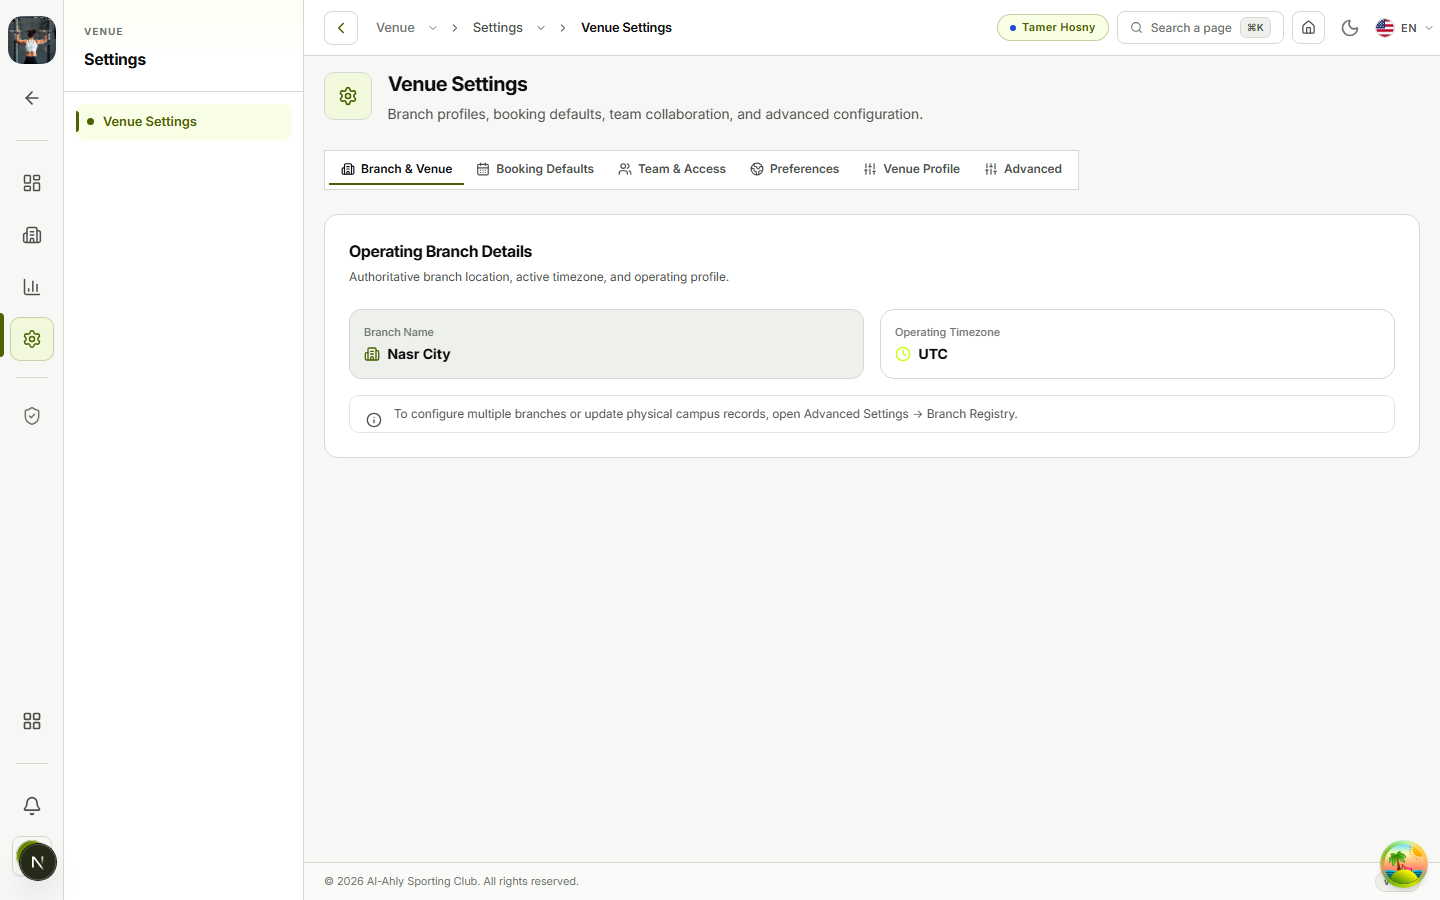 VENUE
Settings
Venue Settings
Venue
Settings
Venue Settings
Tamer Hosny
Search a page
⌘K
EN
Venue Settings
Branch profiles, booking defaults, team collaboration, and advanced configuration.
Branch & Venue
Booking Defaults
Team & Access
Preferences
Venue Profile
Advanced
Operating Branch Details
Authoritative branch location, active timezone, and operating profile.
Branch Name
Nasr City
Operating Timezone
UTC
To configure multiple branches or update physical campus records, open Advanced Settings → Branch Registry.
N
© 2026 Al-Ahly Sporting Club. All rights reserved.